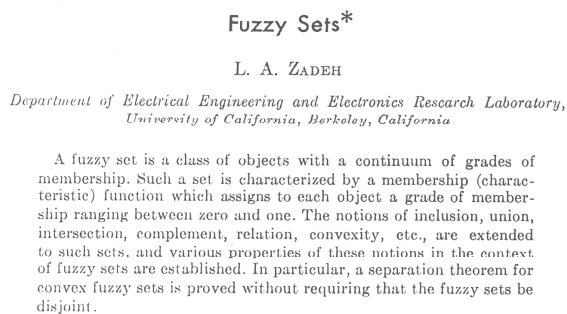 Fuzzy Sets*
L. A. ZADEH
Department of Electrical Engineering and Electronics Research Laboratory,
University of California, Berkeley, California
A fuzzy set is a class of objects with a continuum of grades of
membership. Such a set is characterized by a membership (charac-
teristic) function which assigns to each object a grade of member-
ship ranging between zero and one. The notions of inclusion, union,
intersection, complement, relation, convexity, etc., are extended
to such sets, and various properties of these notions in the context
of fuzzy sets are established. In particular, a separation theorem for
convex fuzzy sets is proved without requiring that the fuzzy sets be
disjoint.